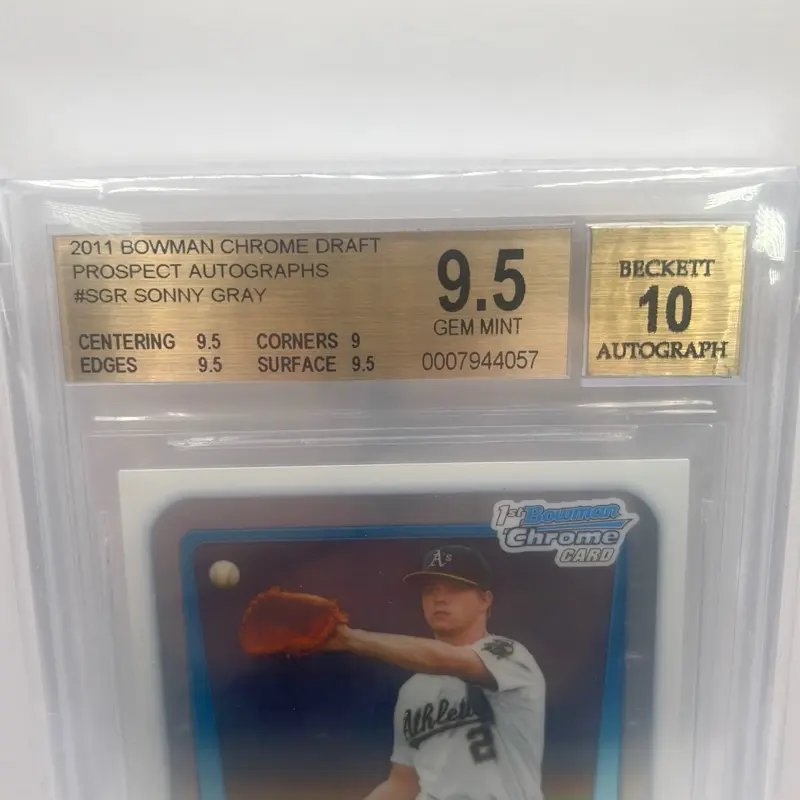 2011 BOWMAN CHROME DRAFT
PROSPECT AUTOGRAPHS
#SGR SONNY GRAY
CENTERING 9.5 CORNERS 9
EDGES 9.5 SURFACE 9.5
9.5
GEM MINT
0007944057
BECKETT
10
AUTOGRAPH
1st Bowman
Chrome
CARD
A's
Athleti
2